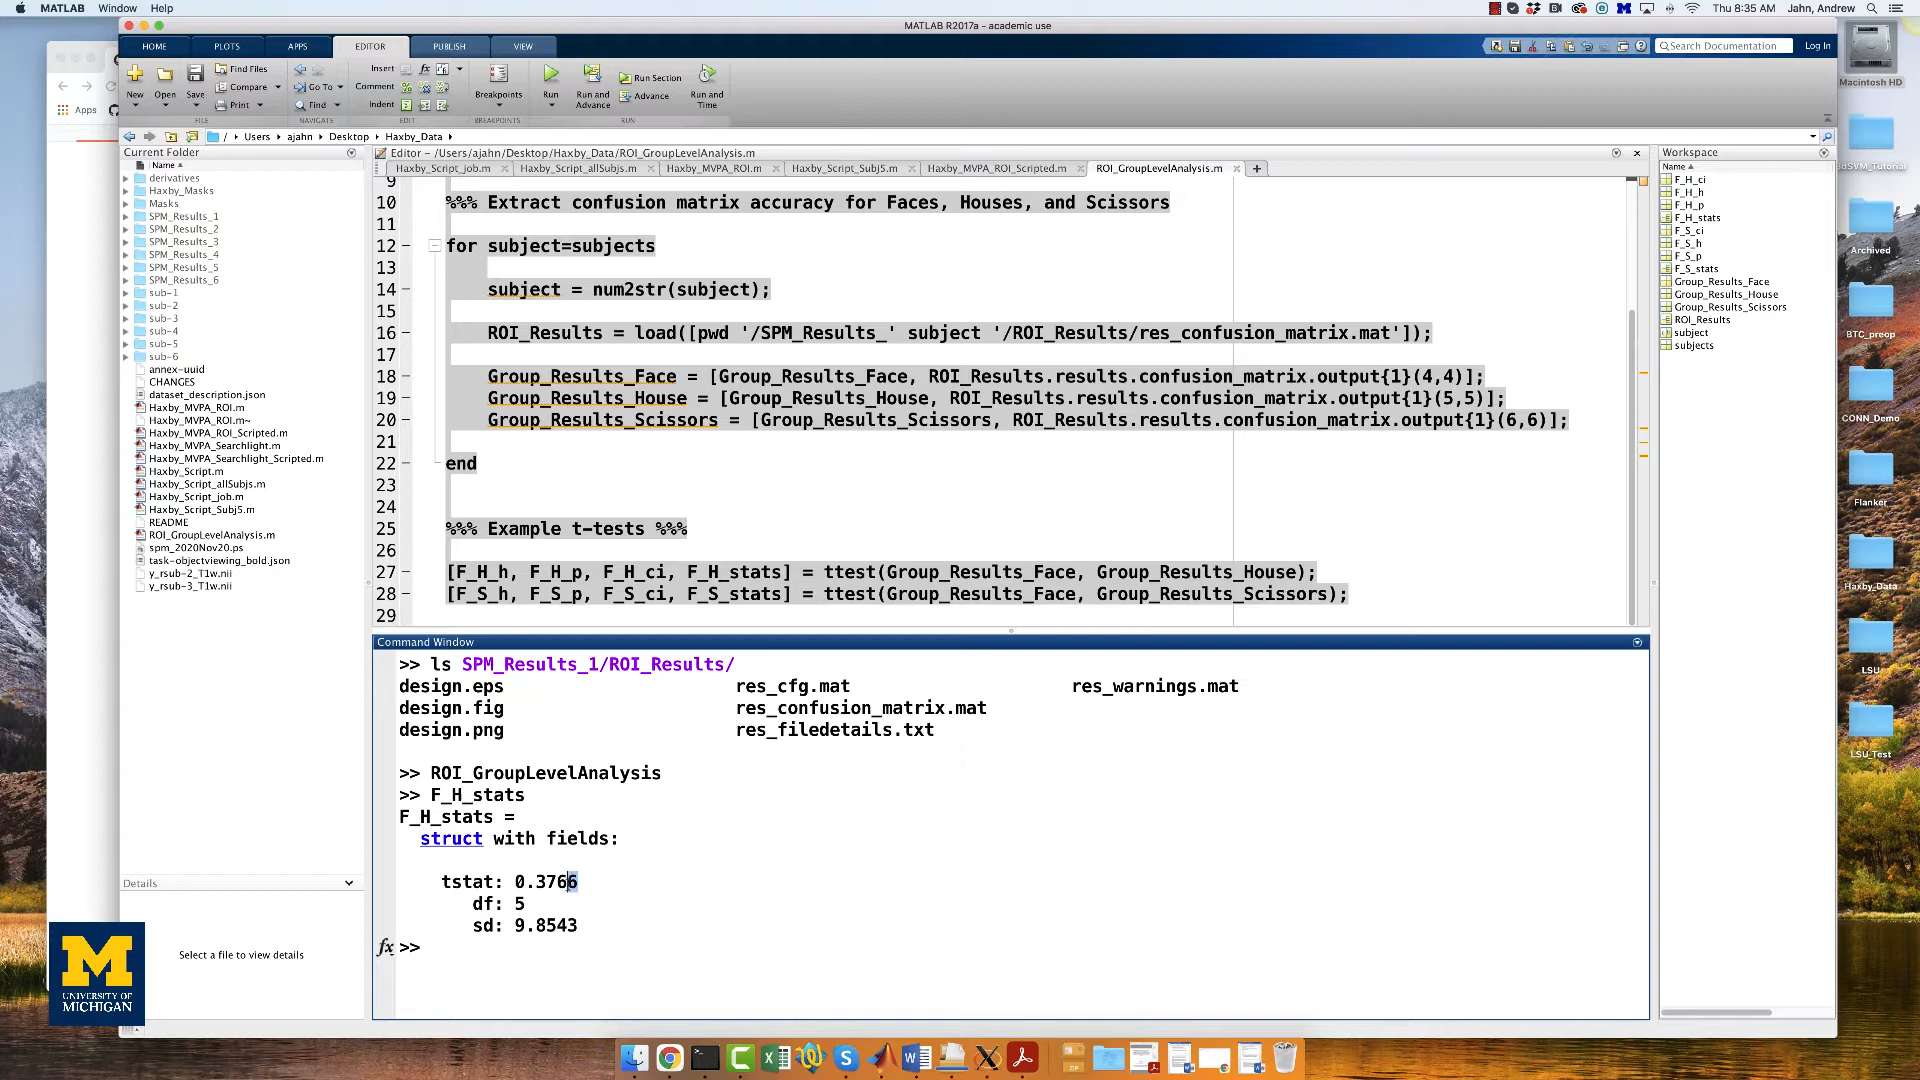 MATLAB Window Help
Thu 8:35 AM Jahn, Andrew
MATLAB R2017a - academic use
HOME PLOTS APPS EDITOR PUBLISH VIEW
Search Documentation Log In
New Open Save Find Files Compare Print
Go To Find
Insert Comment Indent
Breakpoints Run Run and Advance Run Section Advance Run and Time
FILE NAVIGATE EDIT BREAKPOINTS RUN
/ Users ajahn Desktop Haxby_Data
Apps
Current Folder
Name
derivatives
Haxby_Masks
Masks
SPM_Results_1
SPM_Results_2
SPM_Results_3
SPM_Results_4
SPM_Results_5
SPM_Results_6
sub-1
sub-2
sub-3
sub-4
sub-5
sub-6
annex-uuid
CHANGES
dataset_description.json
Haxby_MVPA_ROI.m
Haxby_MVPA_ROI.m~
Haxby_MVPA_ROI_Scripted.m
Haxby_MVPA_Searchlight.m
Haxby_MVPA_Searchlight_Scripted.m
Haxby_Script.m
Haxby_Script_allSubjs.m
Haxby_Script_job.m
Haxby_Script_Subj5.m
README
ROI_GroupLevelAnalysis.m
spm_2020Nov20.ps
task-objectviewing_bold.json
y_rsub-2_T1w.nii
y_rsub-3_T1w.nii
Details
Select a file to view details
UNIVERSITY OF
MICHIGAN
Editor - /Users/ajahn/Desktop/Haxby_Data/ROI_GroupLevelAnalysis.m
Haxby_Script_job.m Haxby_Script_allSubjs.m Haxby_MVPA_ROI.m Haxby_Script_Subj5.m Haxby_MVPA_ROI_Scripted.m ROI_GroupLevelAnalysis.m
9
10 %%% Extract confusion matrix accuracy for Faces, Houses, and Scissors
11
12 - for subject=subjects
13
14 - subject = num2str(subject);
15
16 - ROI_Results = load([pwd '/SPM_Results_' subject '/ROI_Results/res_confusion_matrix.mat']);
17
18 - Group_Results_Face = [Group_Results_Face, ROI_Results.results.confusion_matrix.output{1}(4,4)];
19 - Group_Results_House = [Group_Results_House, ROI_Results.results.confusion_matrix.output{1}(5,5)];
20 - Group_Results_Scissors = [Group_Results_Scissors, ROI_Results.results.confusion_matrix.output{1}(6,6)];
21
22 - end
23
24
25 %%% Example t-tests %%%
26
27 - [F_H_h, F_H_p, F_H_ci, F_H_stats] = ttest(Group_Results_Face, Group_Results_House);
28 - [F_S_h, F_S_p, F_S_ci, F_S_stats] = ttest(Group_Results_Face, Group_Results_Scissors);
29
Command Window
>> ls SPM_Results_1/ROI_Results/
design.eps res_cfg.mat res_warnings.mat
design.fig res_confusion_matrix.mat
design.png res_filedetails.txt
>> ROI_GroupLevelAnalysis
>> F_H_stats
F_H_stats =
struct with fields:
tstat: 0.3766
df: 5
sd: 9.8543
fx >>
Workspace
Name
F_H_ci
F_H_h
F_H_p
F_H_stats
F_S_ci
F_S_h
F_S_p
F_S_stats
Group_Results_Face
Group_Results_House
Group_Results_Scissors
ROI_Results
subject
subjects
Macintosh HD
Archived
BTC_preop
CONN_Demo
Flanker
Haxby_Data
LSU
LSU_Test